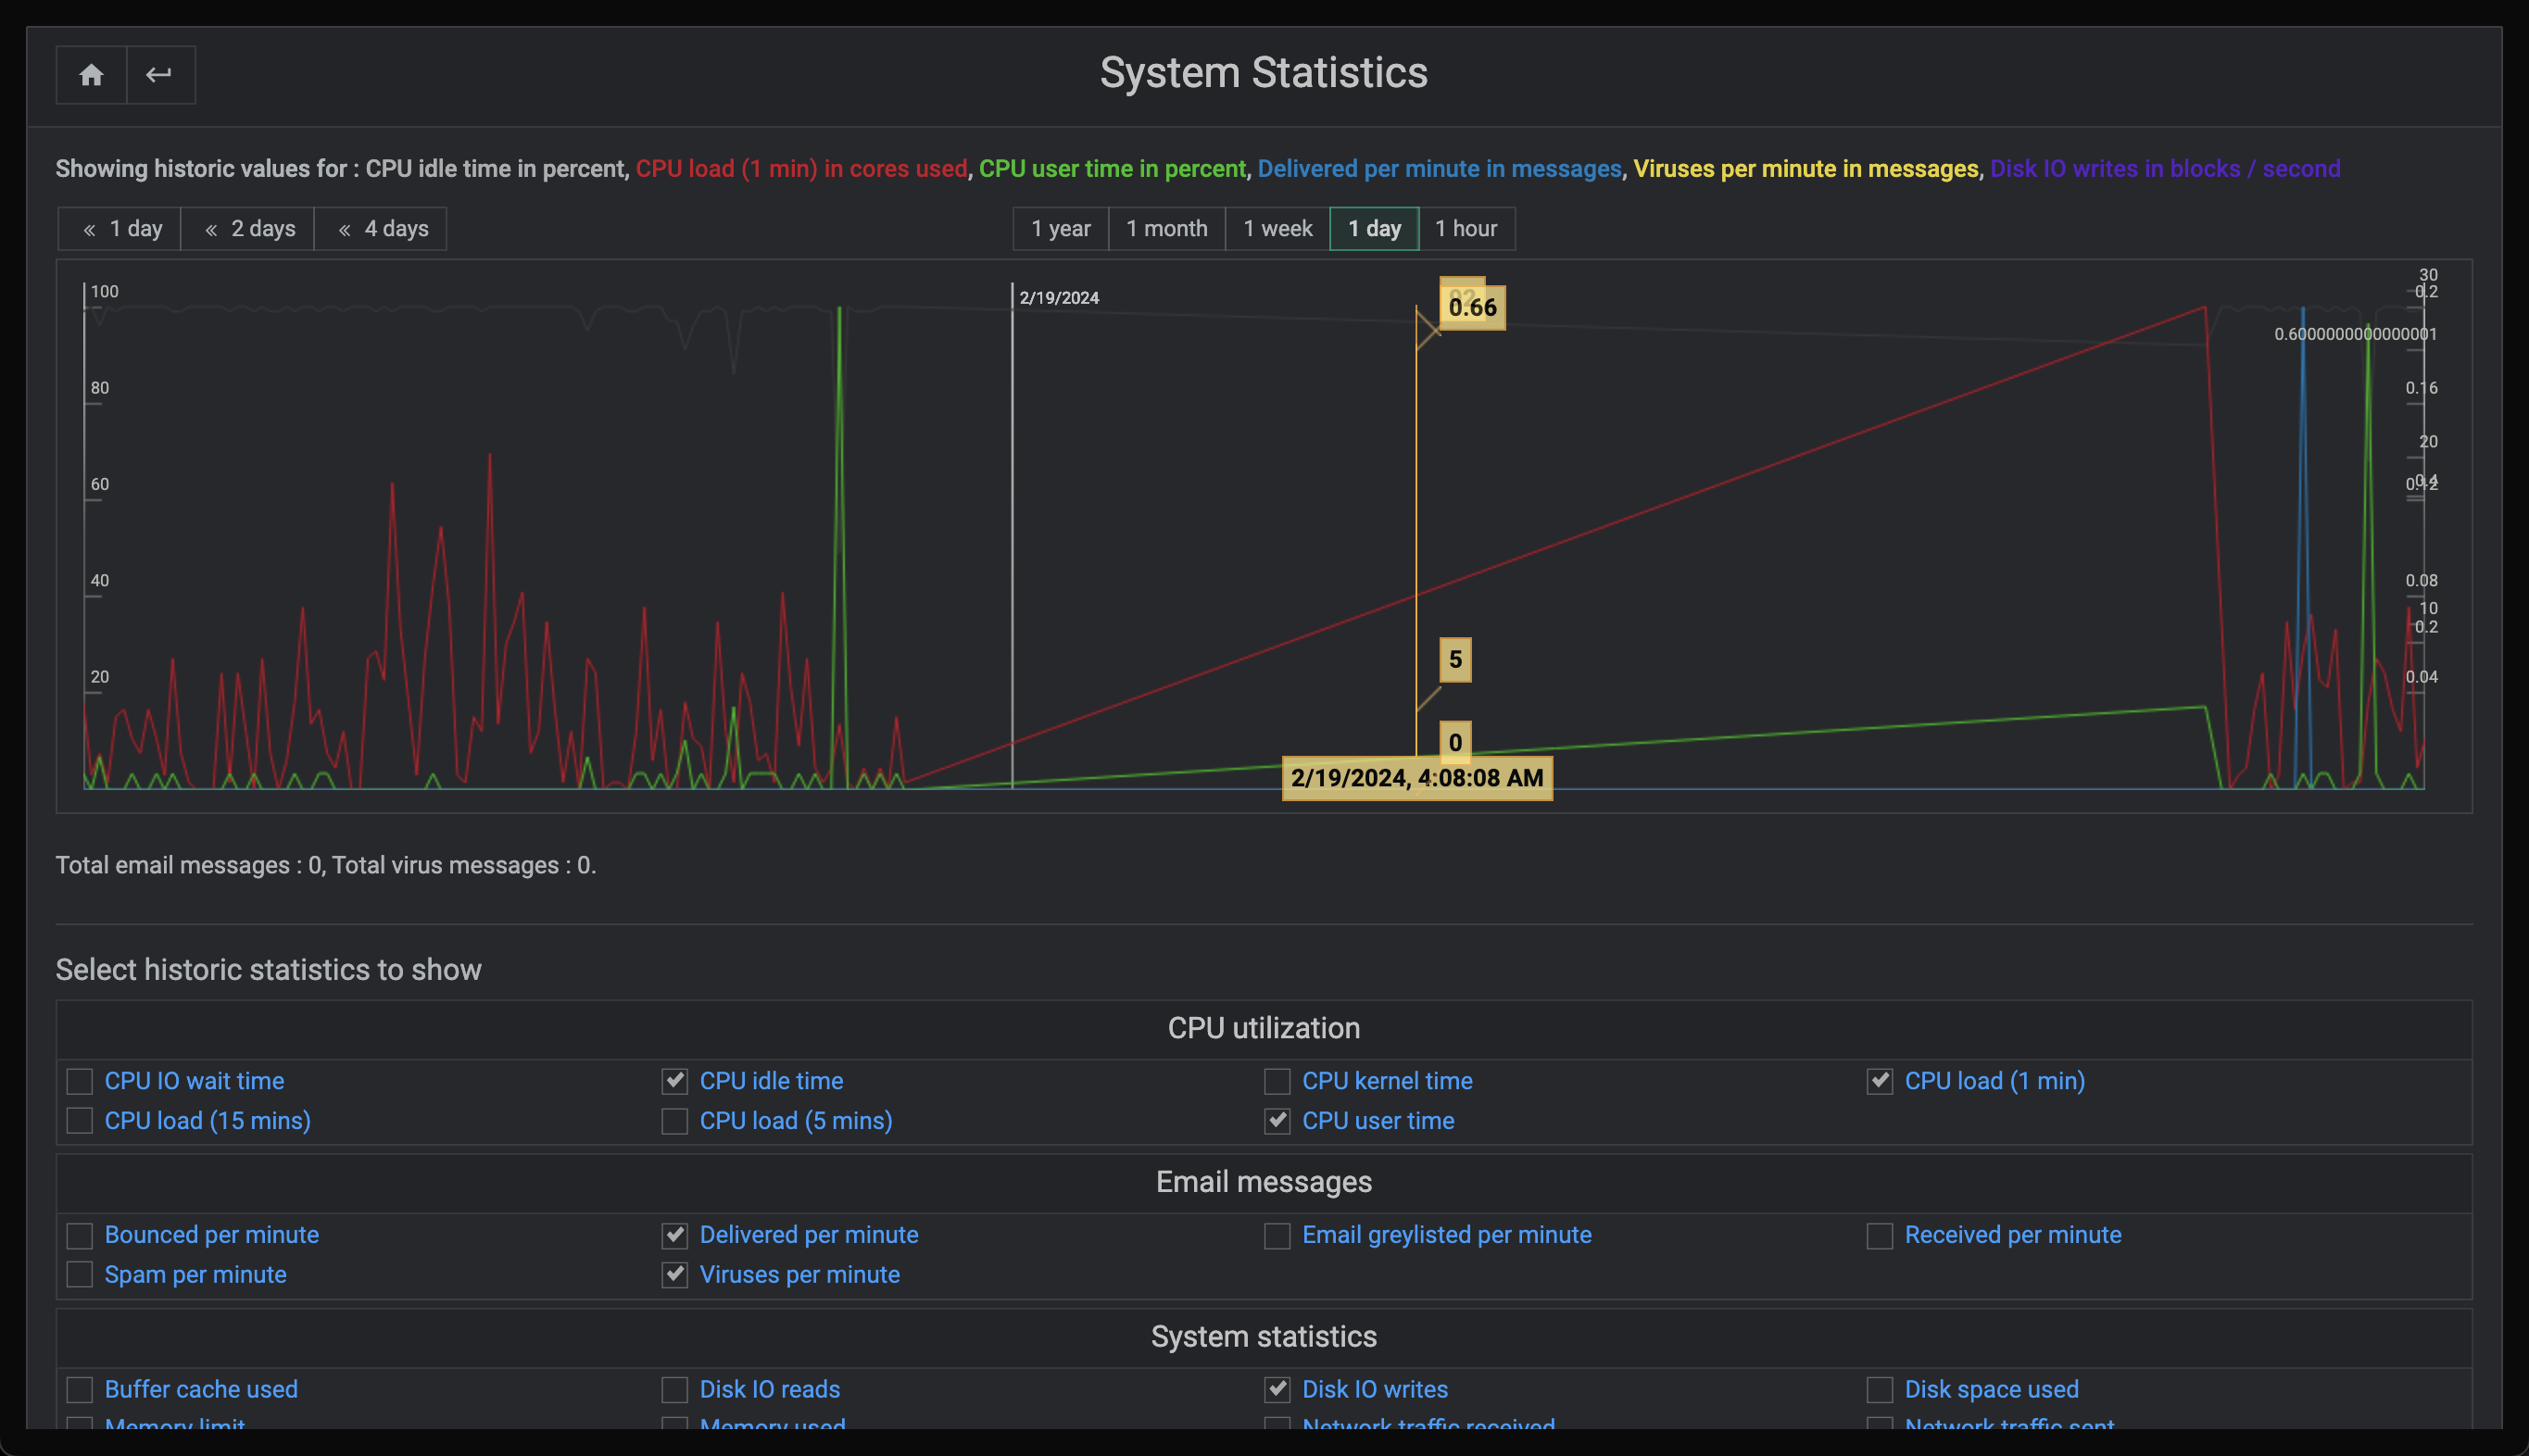 System Statistics
Showing historic values for : CPU idle time in percent, CPU load (1 min) in cores used, CPU user time in percent, Delivered per minute in messages, Viruses per minute in messages, Disk IO writes in blocks / second
« 1 day « 2 days « 4 days 1 year 1 month 1 week 1 day 1 hour
30
100 0.2
2/19/2024
0.66
0.6000000000000001
80 0.16
20
60 0.4
0.12
40 0.08
10
0.2
5
20 0.04
0
2/19/2024, 4:08:08 AM
Total email messages : 0, Total virus messages : 0.
Select historic statistics to show
CPU utilization
CPU IO wait time CPU idle time CPU kernel time CPU load (1 min)
CPU load (15 mins) CPU load (5 mins) CPU user time
Email messages
Bounced per minute Delivered per minute Email greylisted per minute Received per minute
Spam per minute Viruses per minute
System statistics
Buffer cache used Disk IO reads Disk IO writes Disk space used
Memory limit Memory used Network traffic received Network traffic sent